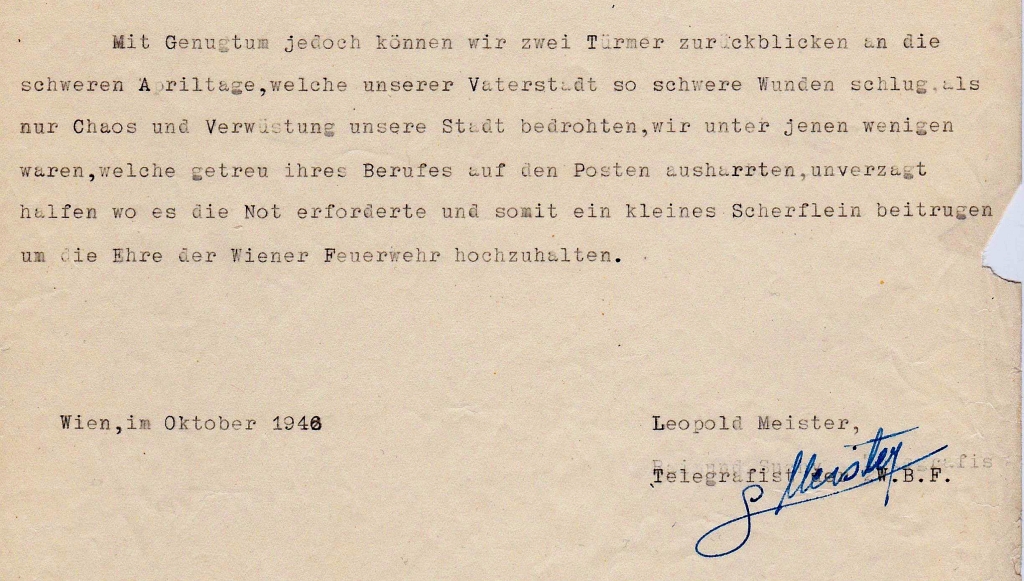 Mit Genugtum jedoch können wir zwei Türmer zurückblicken an die
schweren Apriltage,welche unserer Vaterstadt so schwere Wunden schlug,als
nur Chaos und Verwüstung unsere Stadt bedrohten,wir unter jenen wenigen
waren,welche getreu ihres Berufes auf den Posten ausharrten,unverzagt
halfen wo es die Not erforderte und somit ein kleines Scherflein beitrugen
um die Ehre der Wiener Feuerwehr hochzuhalten.
Wien,im Oktober 1946
Leopold Meister,
Telegrafist W.B.F.
Meister